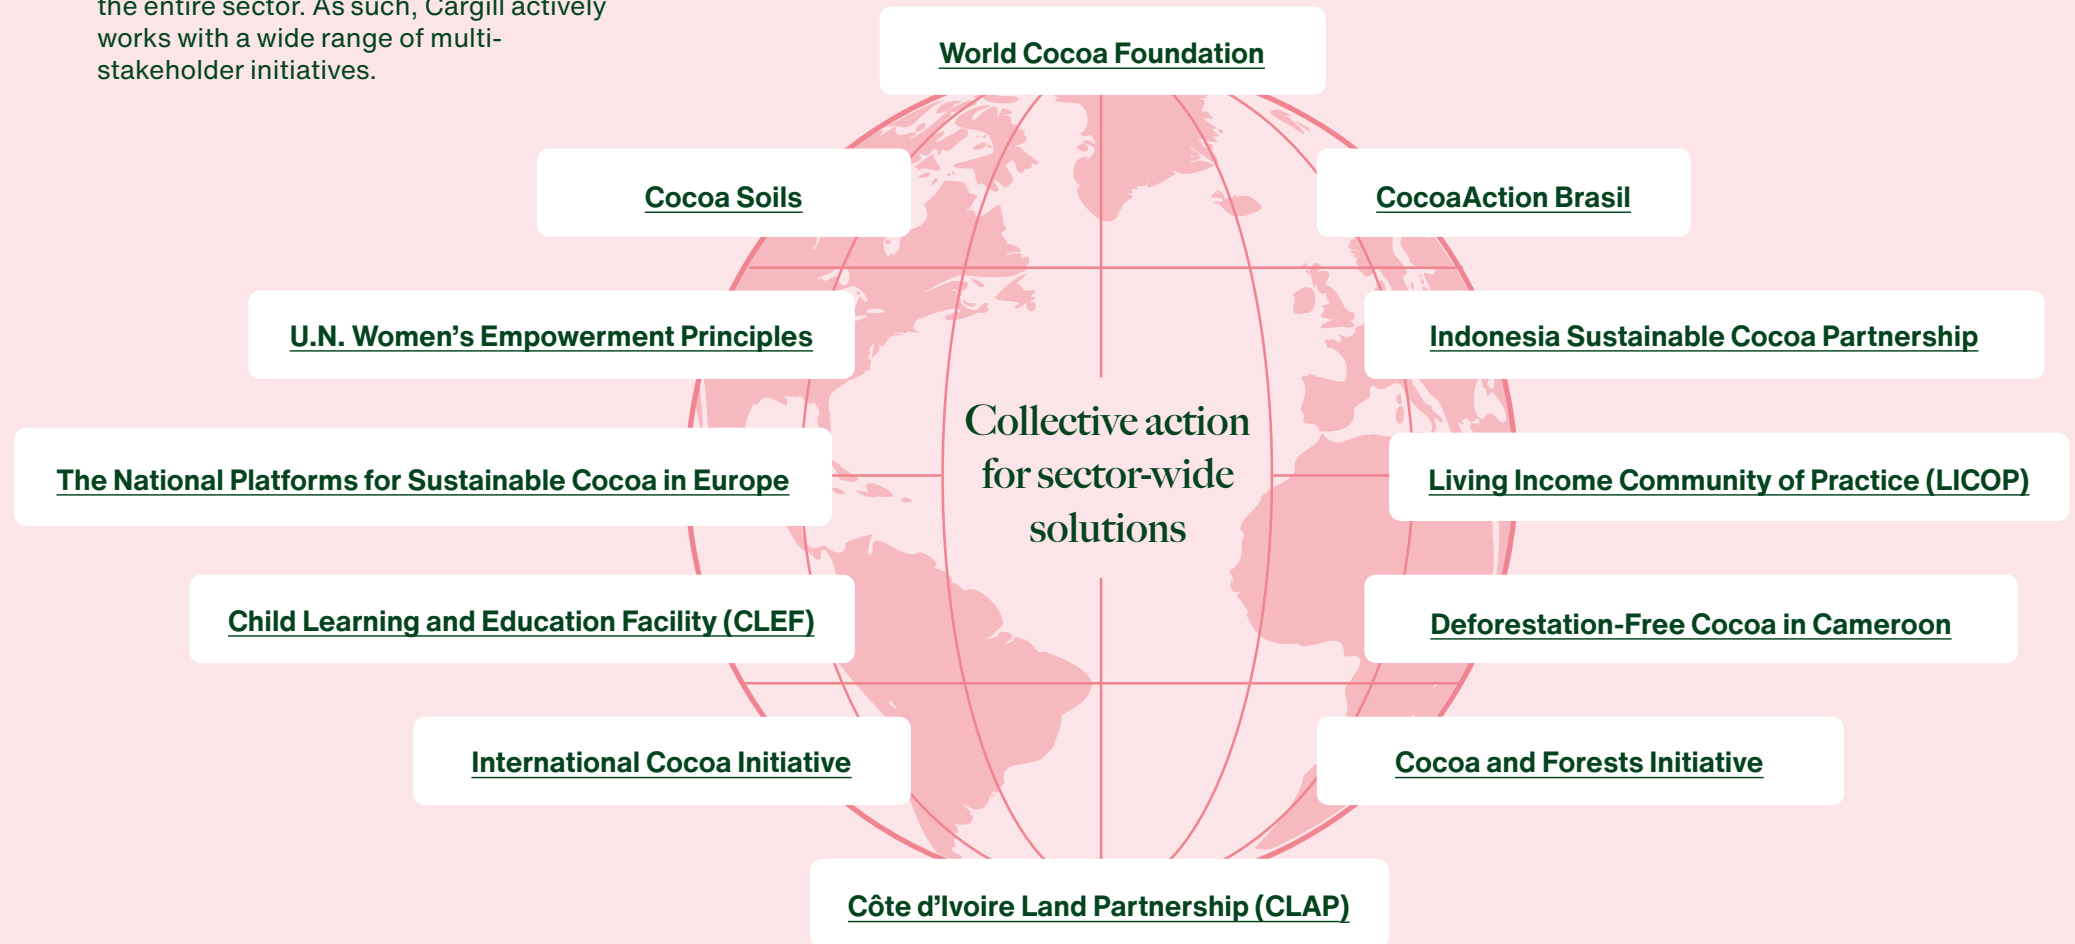 the entire sector. As such, Cargill actively
works with a wide range of multi-
stakeholder initiatives.
World Cocoa Foundation
Cocoa Soils
CocoaAction Brasil
U.N. Women’s Empowerment Principles
Indonesia Sustainable Cocoa Partnership
Collective action
for sector-wide
solutions
The National Platforms for Sustainable Cocoa in Europe
Living Income Community of Practice (LICOP)
Child Learning and Education Facility (CLEF)
Deforestation-Free Cocoa in Cameroon
International Cocoa Initiative
Cocoa and Forests Initiative
Côte d’Ivoire Land Partnership (CLAP)